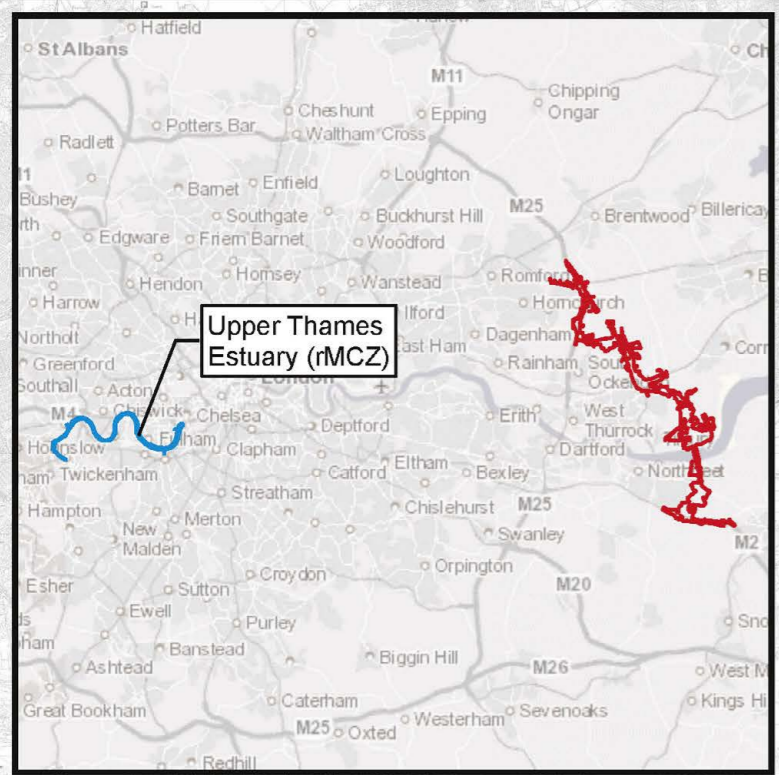 Hatfield
St Albans
M11
Chipping
Ongar
Cheshunt
Epping
Potters Bar
Waltham Cross
Radlett
Loughton
Bushey
Barnet
Enfield
M25
Brentwood
Billericay
Southgate
Buckhurst Hill
Edgware
Friern Barnet
Woodford
Hendon
Hornsey
Wanstead
Romford
Harrow
Ilford
Upper Thames
Estuary (rMCZ)
Northolt
Dagenham
East Ham
Greenford
Rainham
Southall
Acton
London
M4
Chiswick
Chelsea
Erith
West
Thurrock
Deptford
Hounslow
Fulham
Clapham
Dartford
Twickenham
Catford
Eltham
Bexley
Northfleet
Streatham
Hampton
Chislehurst
M25
Merton
New
Malden
Swanley
M2
Orpington
Esher
Croydon
Sutton
M20
Ewell
Purley
Banstead
Biggin Hill
Ashtead
M26
Great Bookham
Caterham
Sevenoaks
Kings Hi
M25
Oxted
Westerham
Redhill